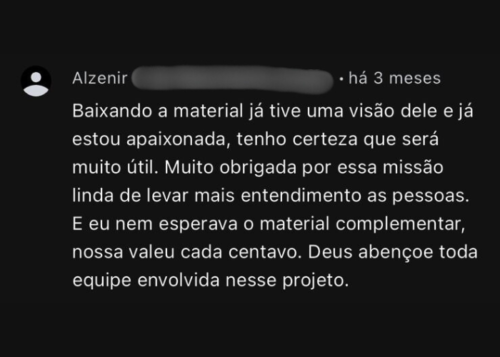 Alzenir • há 3 meses
Baixando a material já tive uma visão dele e já
estou apaixonada, tenho certeza que será
muito útil. Muito obrigada por essa missão
linda de levar mais entendimento as pessoas.
E eu nem esperava o material complementar,
nossa valeu cada centavo. Deus abençoe toda
equipe envolvida nesse projeto.